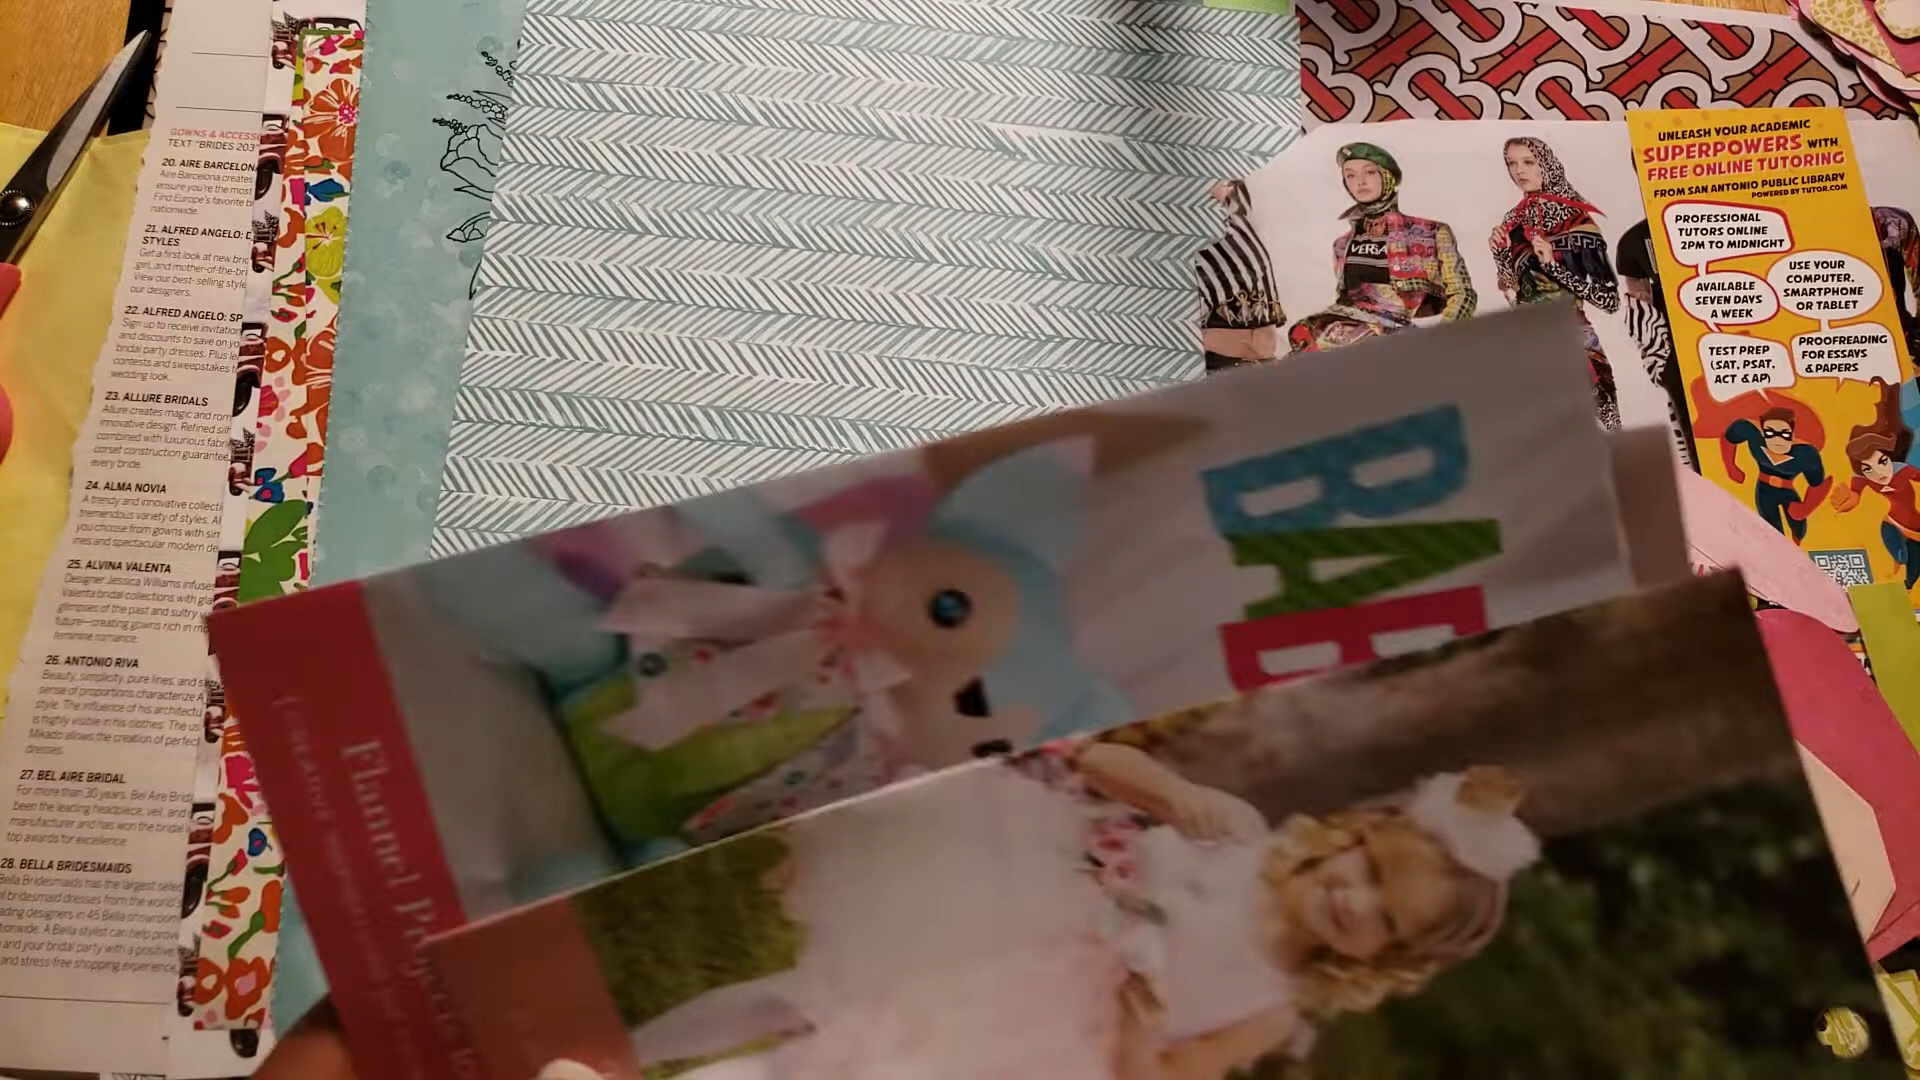 GOWNS & ACCESS
TEXT "BRIDES 203"
20. AIRE BARCELON
Aire Barcelona creates
ensure you're the most
Find Europe's favorite b
nationwide.
21. ALFRED ANGELO: D
STYLES
Get a first look at new brid
girl, and mother-of-the-bri
View our best-selling style
our designers.
22. ALFRED ANGELO: SP
Sign up to receive invitation
and discounts to save on yo
bridal party dresses. Plus le
contests and sweepstakes t
wedding look.
23. ALLURE BRIDALS
Allure creates magic and rom
innovative design. Refined silh
combined with luxurious fabri
corset construction guarantee
every bride.
24. ALMA NOVIA
A trendy and innovative collecti
tremendous variety of styles. Al
you choose from gowns with sim
lines and spectacular modern de
25. ALVINA VALENTA
Designer Jessica Williams infuse
Valenta bridal collections with gla
glimpses of the past and sultry
future—creating gowns rich in mo
feminine romance.
26. ANTONIO RIVA
Beauty, simplicity, pure lines, and
sense of proportions characterize A
style. The influence of his architectu
is highly visible in his clothes. The us
Mikado allows the creation of perfect
dresses.
27. BEL AIRE BRIDAL
For more than 30 years, Bel Aire Brida
been the leading headpiece, veil, and
manufacturer and has won the bridal
top awards for excellence.
28. BELLA BRIDESMAIDS
Bella Bridesmaids has the largest selec
of bridesmaid dresses from the world's
ading designers in 45 Bella showroom
tionwide. A Bella stylist can help prov
and your bridal party with a positive,
and stress-free shopping experience.
VERSA
UNLEASH YOUR ACADEMIC
SUPERPOWERS WITH
FREE ONLINE TUTORING
FROM SAN ANTONIO PUBLIC LIBRARY
POWERED BY TUTOR.COM
PROFESSIONAL
TUTORS ONLINE
2PM TO MIDNIGHT
AVAILABLE
SEVEN DAYS
A WEEK
USE YOUR
COMPUTER,
SMARTPHONE
OR TABLET
TEST PREP
(SAT, PSAT,
ACT & AP)
PROOFREADING
FOR ESSAYS
& PAPERS
BAB
Flannel Project